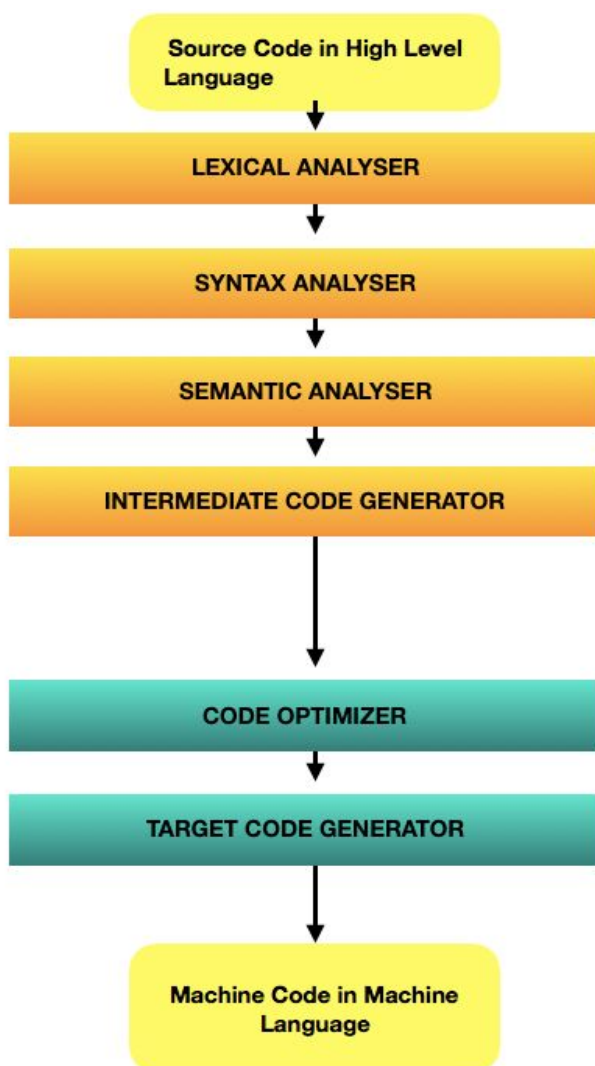 Source Code in High Level
Language
LEXICAL ANALYSER
SYNTAX ANALYSER
SEMANTIC ANALYSER
INTERMEDIATE CODE GENERATOR
CODE OPTIMIZER
TARGET CODE GENERATOR
Machine Code in Machine
Language